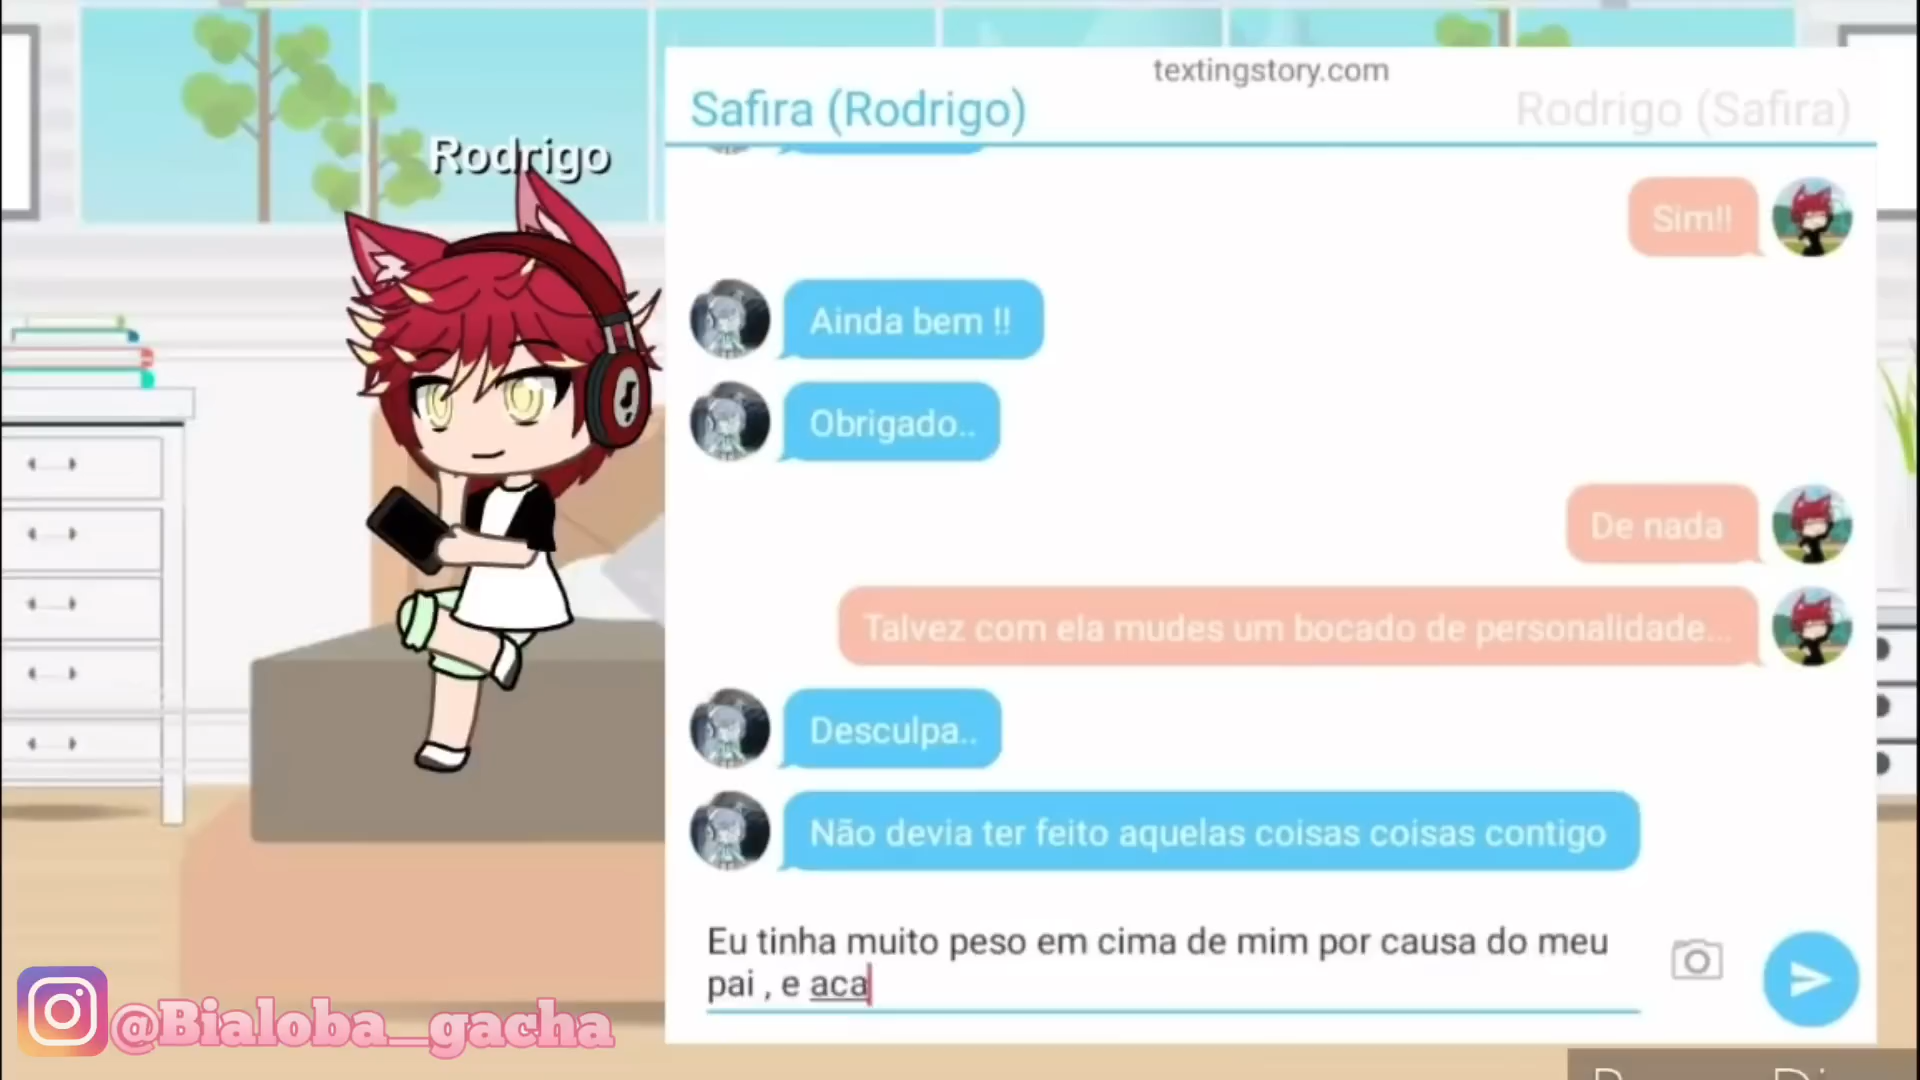 textingstory.com
Safira (Rodrigo)
Rodrigo (Safira)
Rodrigo
Sim!!
Ainda bem !!
Obrigado..
De nada
Talvez com ela mudes um bocado de personalidade...
Desculpa..
Não devia ter feito aquelas coisas coisas contigo
Eu tinha muito peso em cima de mim por causa do meu
pai , e aca
@Bialoba_gacha